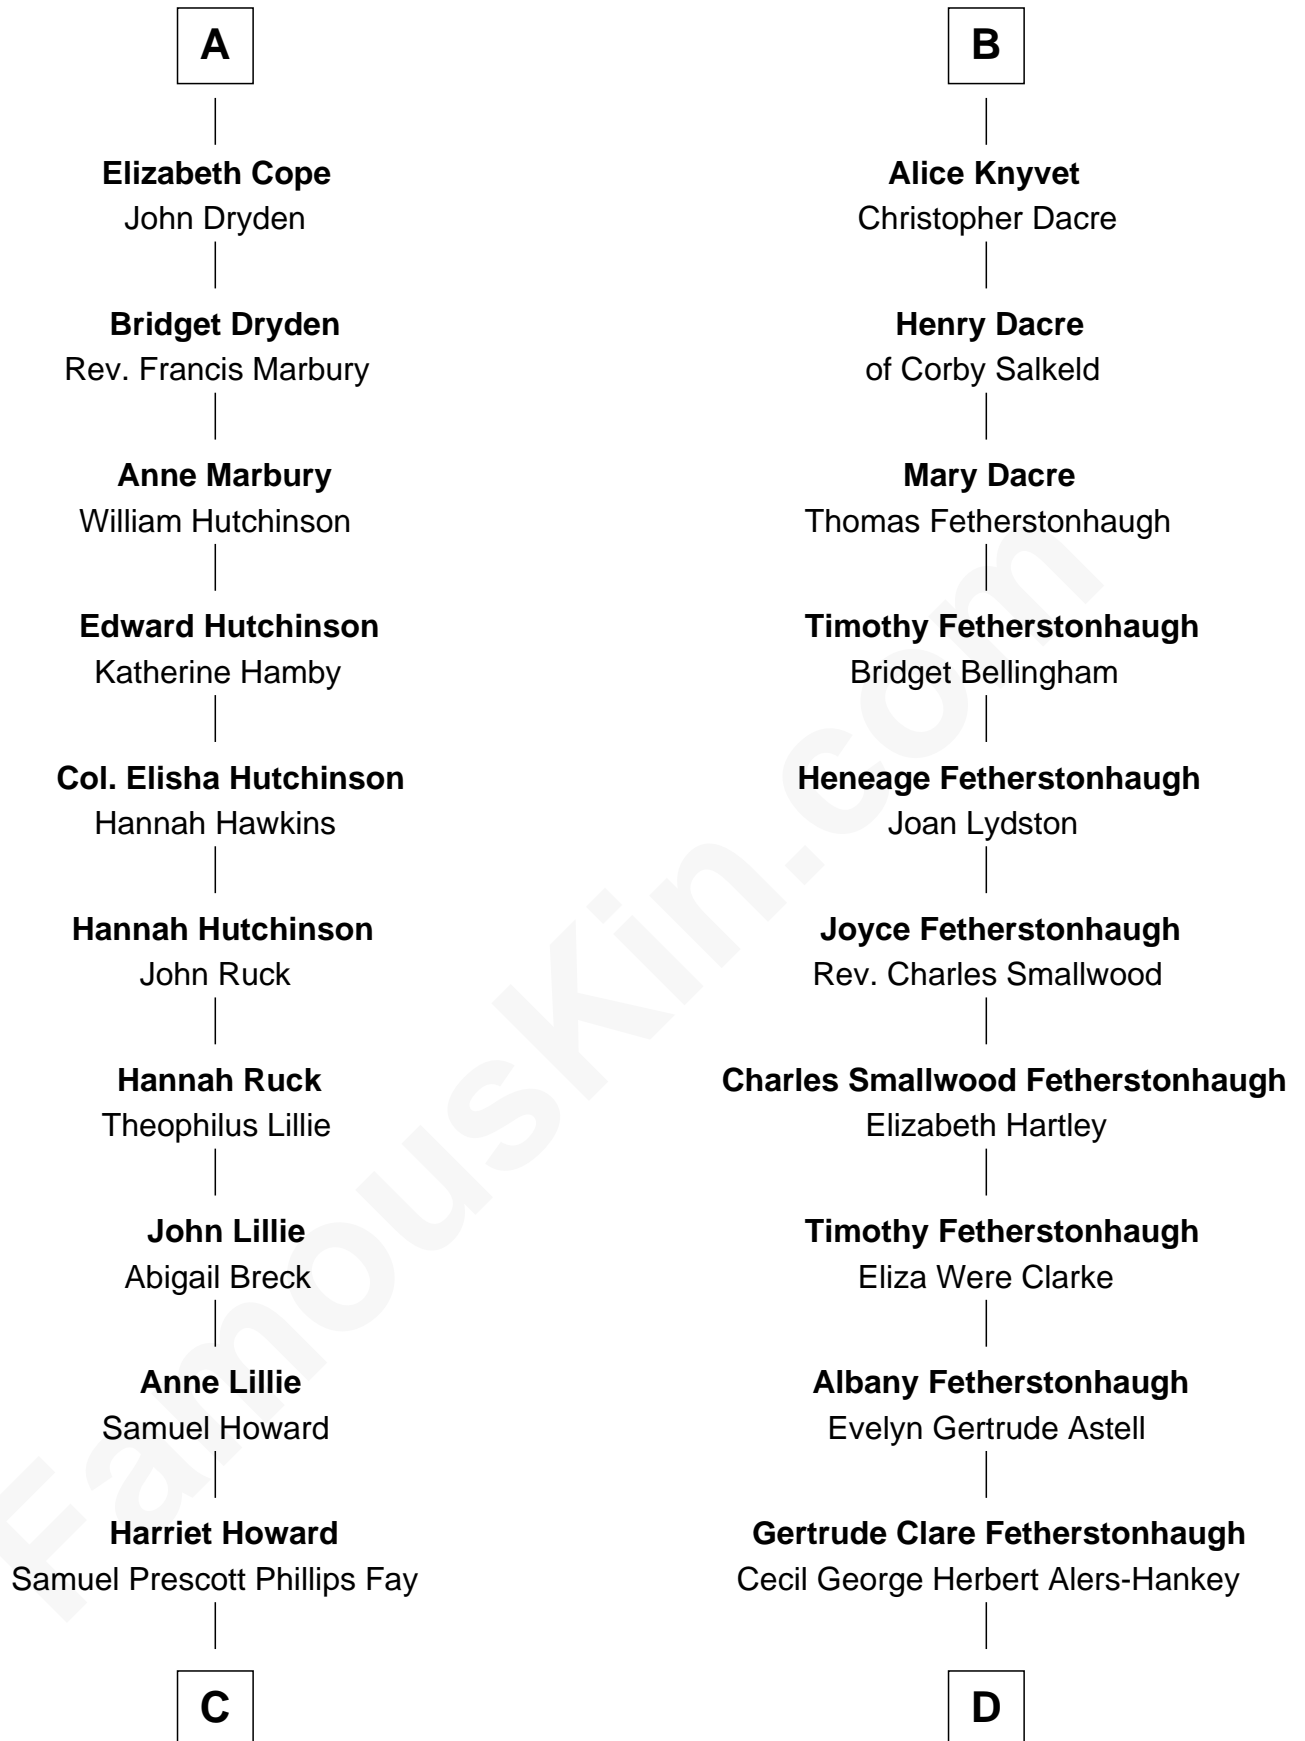 A
Elizabeth Cope
John Dryden
Bridget Dryden
Rev. Francis Marbury
Anne Marbury
William Hutchinson
Edward Hutchinson
Katherine Hamby
Col. Elisha Hutchinson
Hannah Hawkins
Hannah Hutchinson
John Ruck
Hannah Ruck
Theophilus Lillie
John Lillie
Abigail Breck
Anne Lillie
Samuel Howard
Harriet Howard
Samuel Prescott Phillips Fay
C
B
Alice Knyvet
Christopher Dacre
Henry Dacre
of Corby Salkeld
Mary Dacre
Thomas Fetherstonhaugh
Timothy Fetherstonhaugh
Bridget Bellingham
Heneage Fetherstonhaugh
Joan Lydston
Joyce Fetherstonhaugh
Rev. Charles Smallwood
Charles Smallwood Fetherstonhaugh
Elizabeth Hartley
Timothy Fetherstonhaugh
Eliza Were Clarke
Albany Fetherstonhaugh
Evelyn Gertrude Astell
Gertrude Clare Fetherstonhaugh
Cecil George Herbert Alers-Hankey
D
FamousKin.com